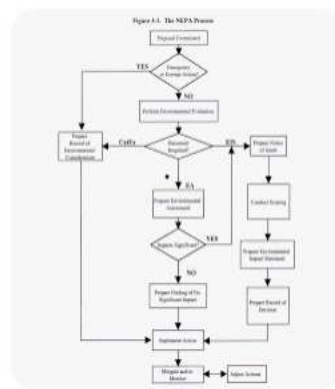 Figure 3-1. The NEPA Process
Proposal Formulated
Emergency
or Exempt Action?
YES
NO
Perform Environmental Evaluation
Document
Required?
CatEx
EIS
EA
Prepare
Record of
Environmental
Consideration
Prepare Notice
of Intent
Conduct Scoping
Prepare Environmental
Assessment
Impacts Significant?
YES
NO
Prepare Environmental
Impact Statement
Prepare Finding of No
Significant Impact
Prepare Record of
Decision
Implement Action
Mitigate and/or
Monitor
Adjust Actions